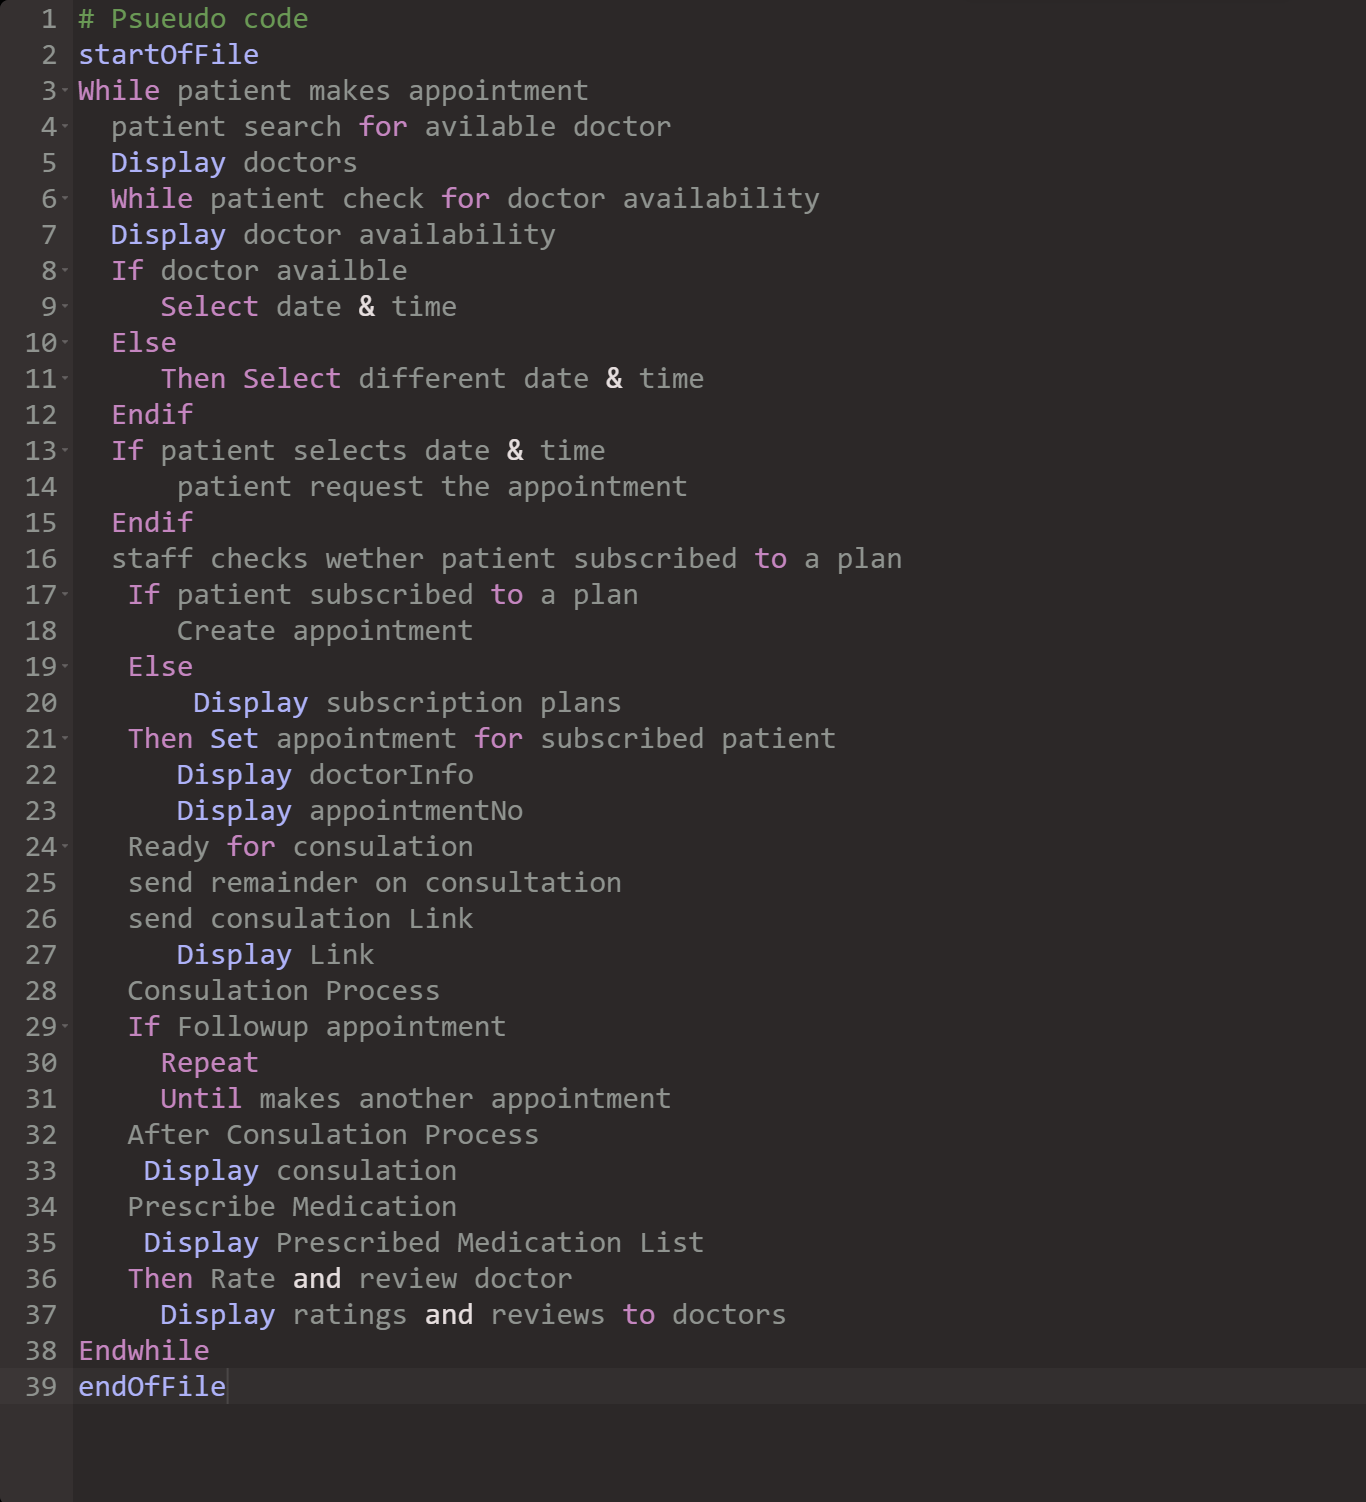 1 # Psueudo code
2 startOfFile
3 While patient makes appointment
4 patient search for avilable doctor
5 Display doctors
6 While patient check for doctor availability
7 Display doctor availability
8 If doctor availble
9 Select date & time
10 Else
11 Then Select different date & time
12 Endif
13 If patient selects date & time
14 patient request the appointment
15 Endif
16 staff checks wether patient subscribed to a plan
17 If patient subscribed to a plan
18 Create appointment
19 Else
20 Display subscription plans
21 Then Set appointment for subscribed patient
22 Display doctorInfo
23 Display appointmentNo
24 Ready for consulation
25 send remainder on consultation
26 send consulation Link
27 Display Link
28 Consulation Process
29 If Followup appointment
30 Repeat
31 Until makes another appointment
32 After Consulation Process
33 Display consulation
34 Prescribe Medication
35 Display Prescribed Medication List
36 Then Rate and review doctor
37 Display ratings and reviews to doctors
38 Endwhile
39 endOfFile